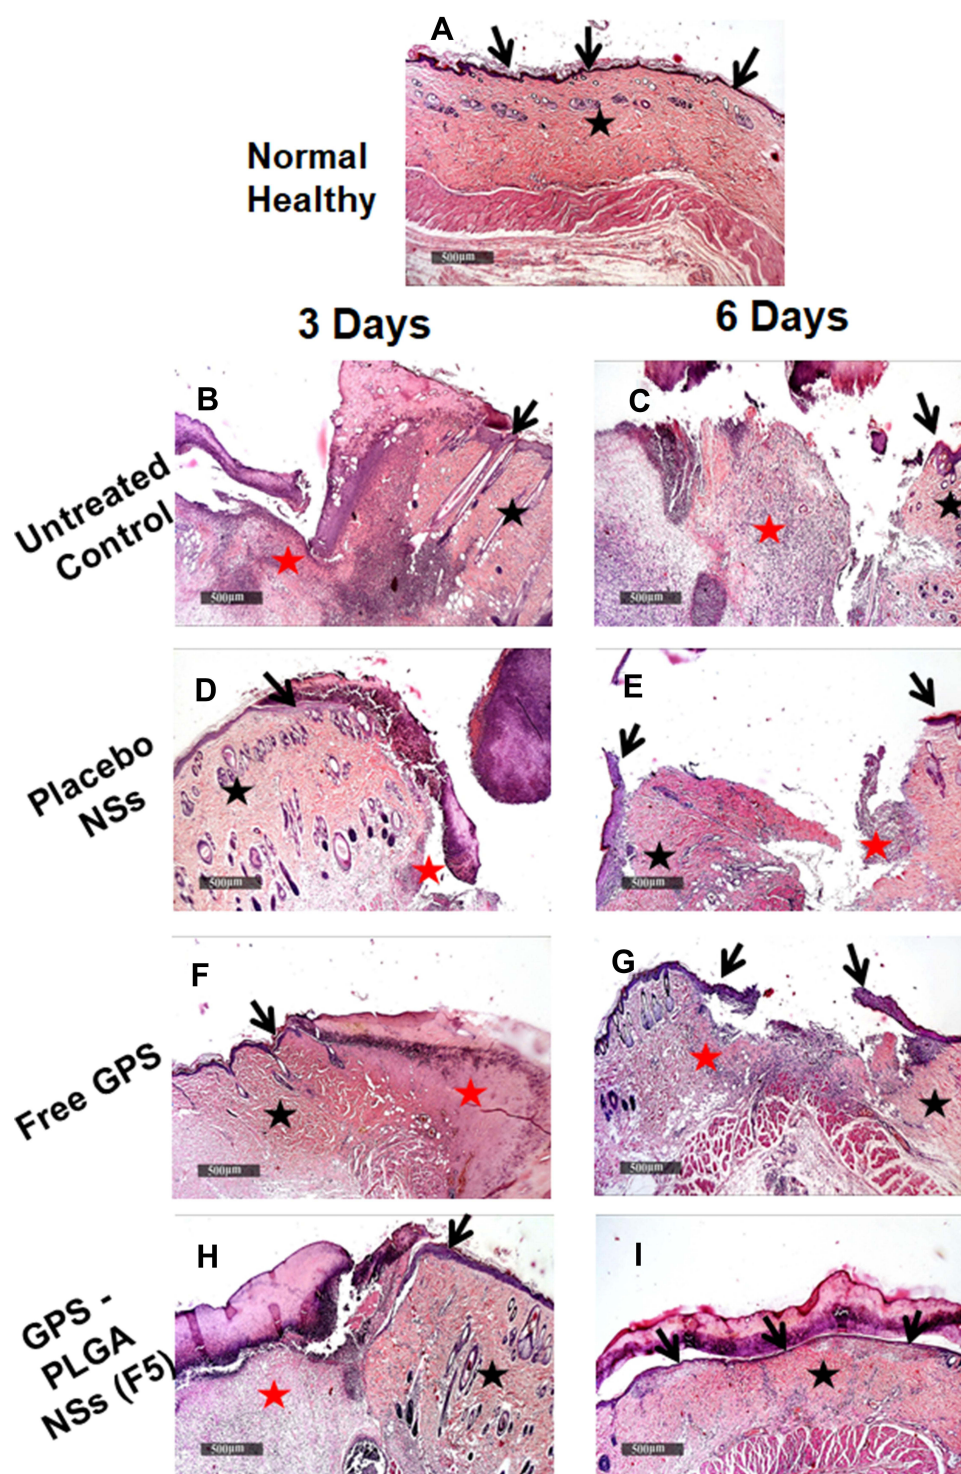 A
Normal
Healthy
500µm
3 Days
6 Days
Untreated
Control
B
500µm
C
500µm
Placebo
NSs
D
500µm
E
500µm
Free GPS
F
500µm
G
500µm
GPS -
PLGA
NSs (F5)
H
500µm
I
500µm